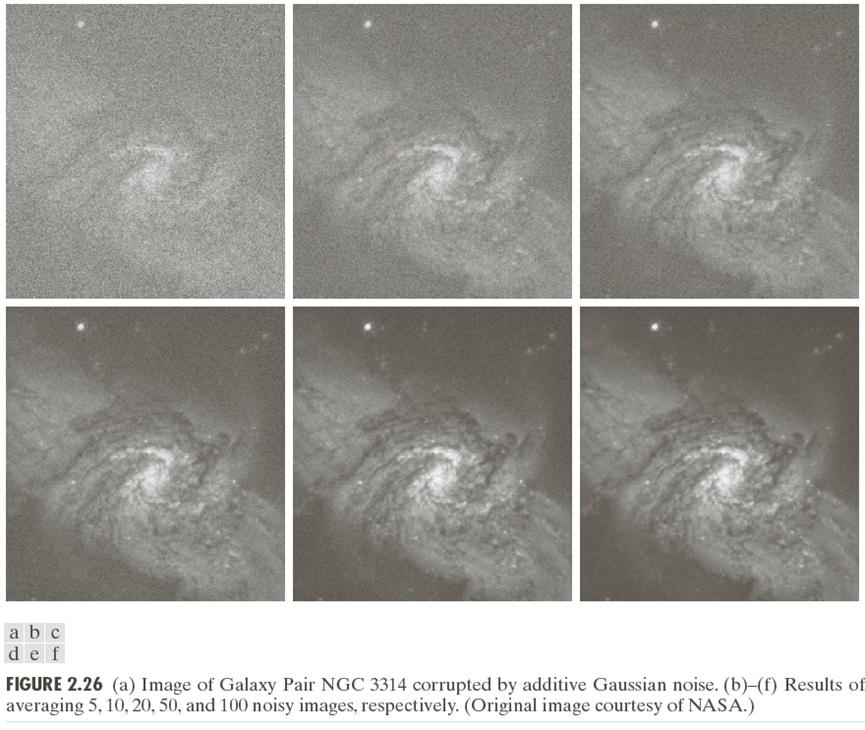 a b c
d e f
FIGURE 2.26 (a) Image of Galaxy Pair NGC 3314 corrupted by additive Gaussian noise. (b)–(f) Results of
averaging 5, 10, 20, 50, and 100 noisy images, respectively. (Original image courtesy of NASA.)